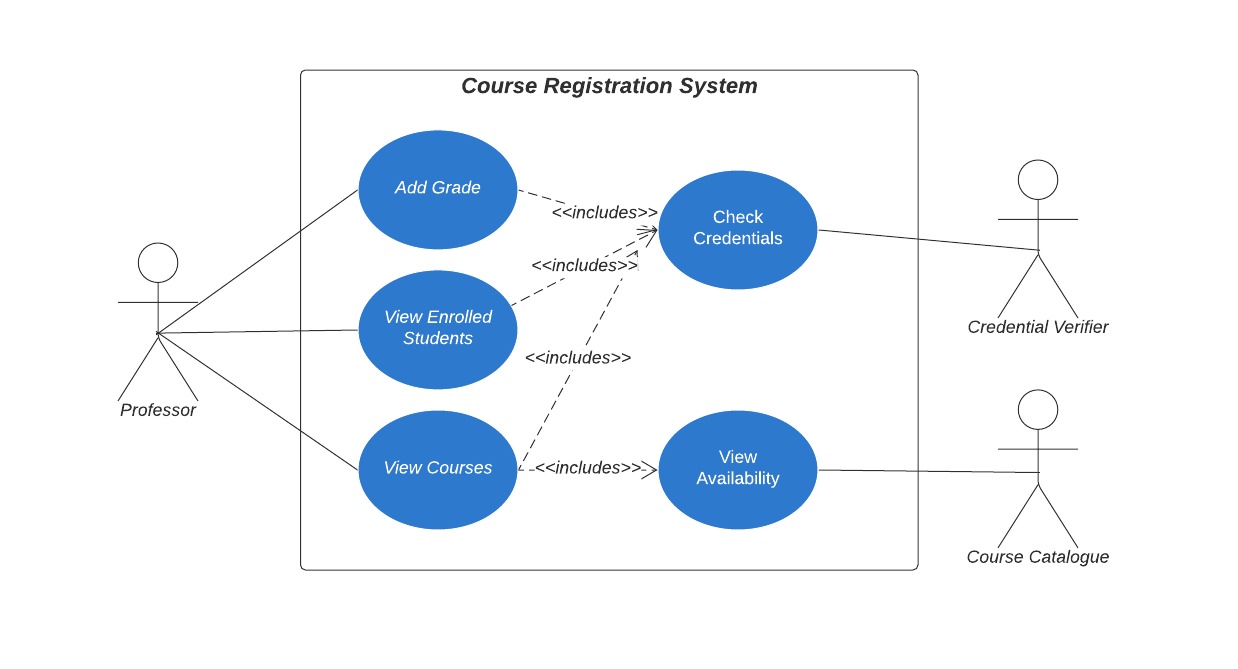 Course Registration System
Add Grade
<<includes>>
Check
Credentials
<<includes>>
View Enrolled
Students
Credential Verifier
<<includes>>
Professor
View Courses
<<includes>>
View
Availability
Course Catalogue